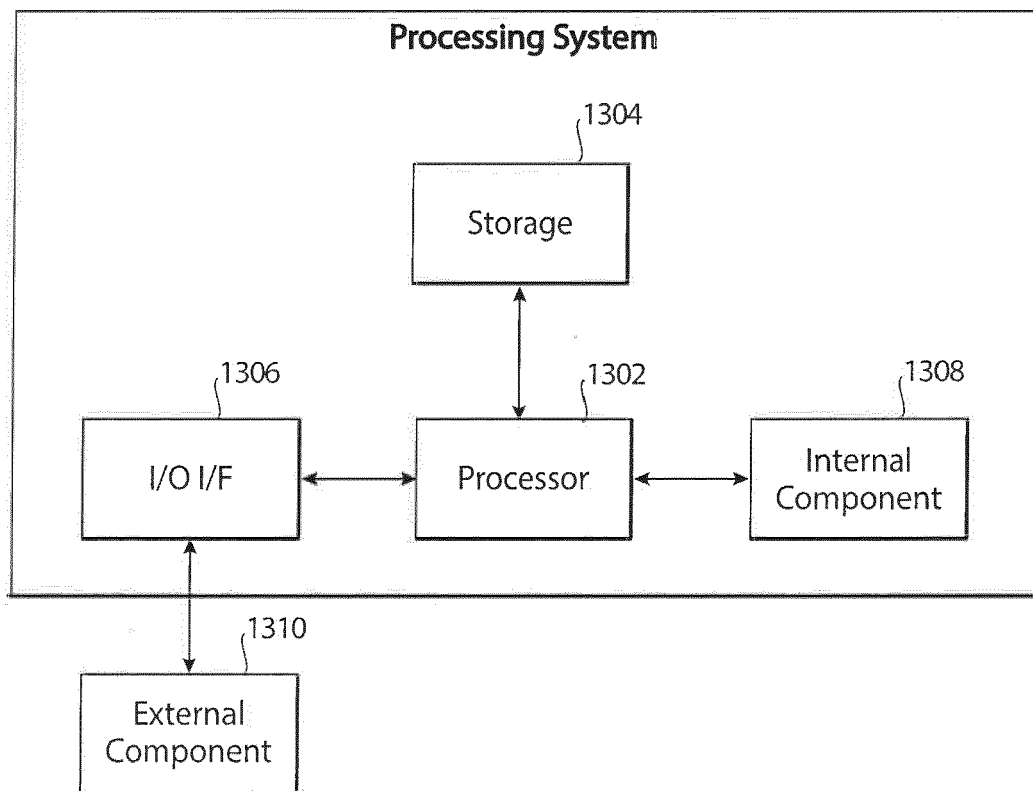 Processing System
1304
Storage
1306
1302
1308
I/O I/F
Processor
Internal
Component
1310
External
Component